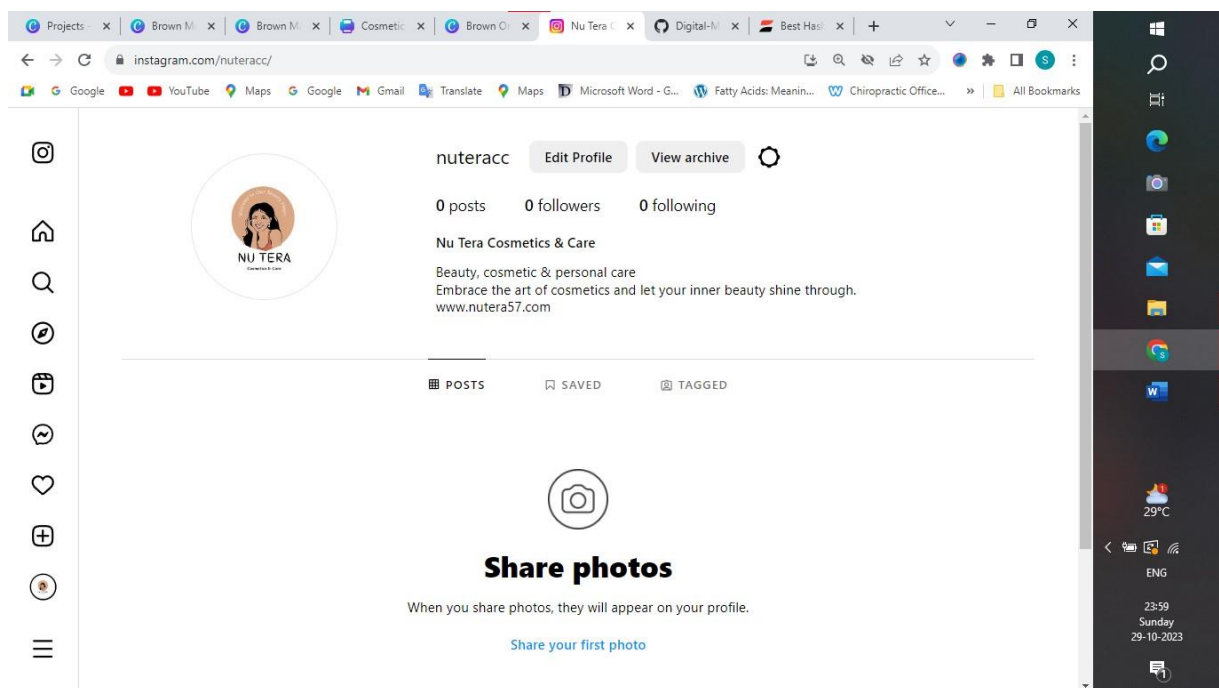 Projects -
Brown M
Brown M
Cosmetic
Brown Or
Nu Tera C
Digital-M
Best Hash
instagram.com/nuteracc/
G Google
YouTube
Maps
G Google
Gmail
Translate
Maps
Microsoft Word - G...
Fatty Acids: Meanin...
Chiropractic Office...
»
All Bookmarks
nuteracc
Edit Profile
View archive
0 posts 0 followers 0 following
Nu Tera Cosmetics & Care
Beauty, cosmetic & personal care
Embrace the art of cosmetics and let your inner beauty shine through.
www.nutera57.com
NU TERA
Cosmetics & Care
POSTS
SAVED
TAGGED
Share photos
When you share photos, they will appear on your profile.
Share your first photo
29°C
ENG
23:59
Sunday
29-10-2023
1